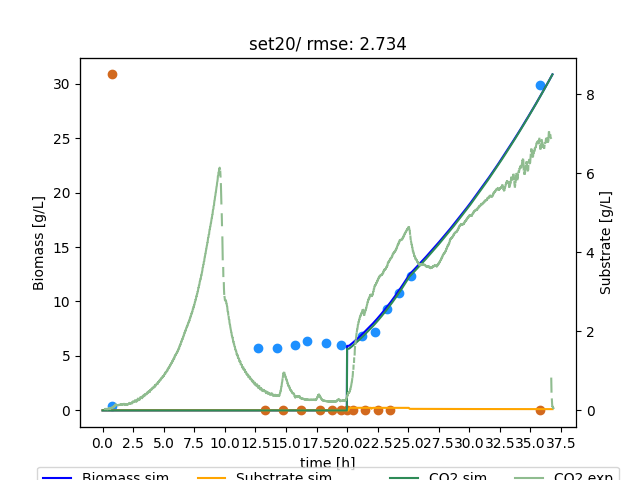 set20/ rmse: 2.734
30
25
20
15
10
5
0
Biomass [g/L]
8
6
4
2
0
Substrate [g/L]
0.0 2.5 5.0 7.5 10.0 12.5 15.0 17.5 20.0 22.5 25.0 27.5 30.0 32.5 35.0 37.5
time [h]
Biomass sim Substrate sim CO2 sim CO2 exp